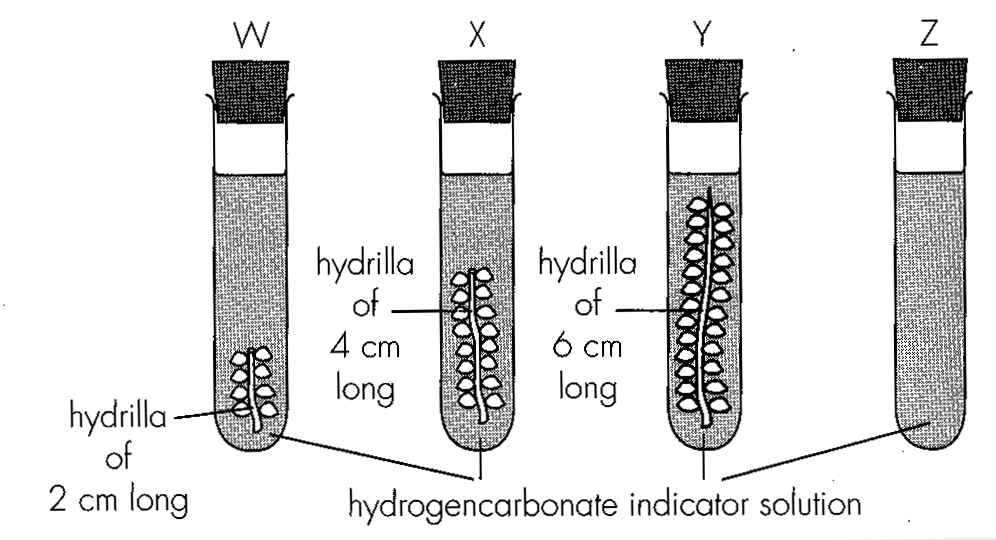 W
X
Y
Z
hydrilla
of
4 cm
long
hydrilla
of
6 cm
long
hydrilla
of
2 cm long
hydrogencarbonate indicator solution